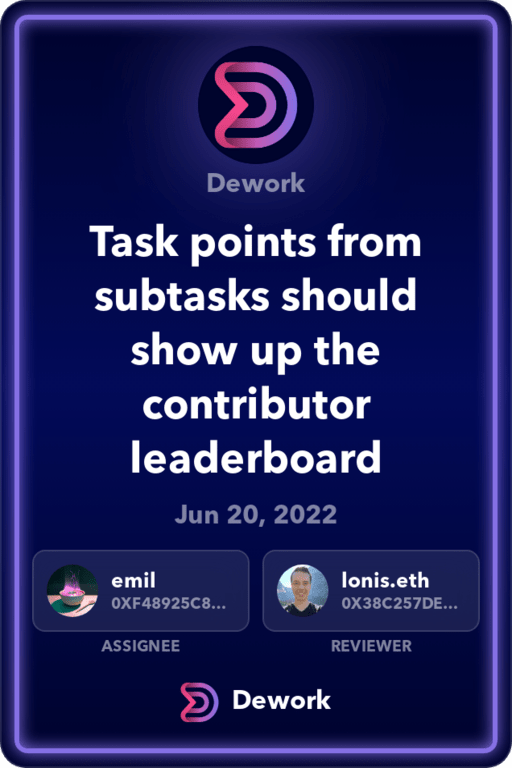 Dework
Task points from
subtasks should
show up the
contributor
leaderboard
Jun 20, 2022
emil
0XF48925C8...
ASSIGNEE
lonis.eth
0X38C257DE...
REVIEWER
Dework